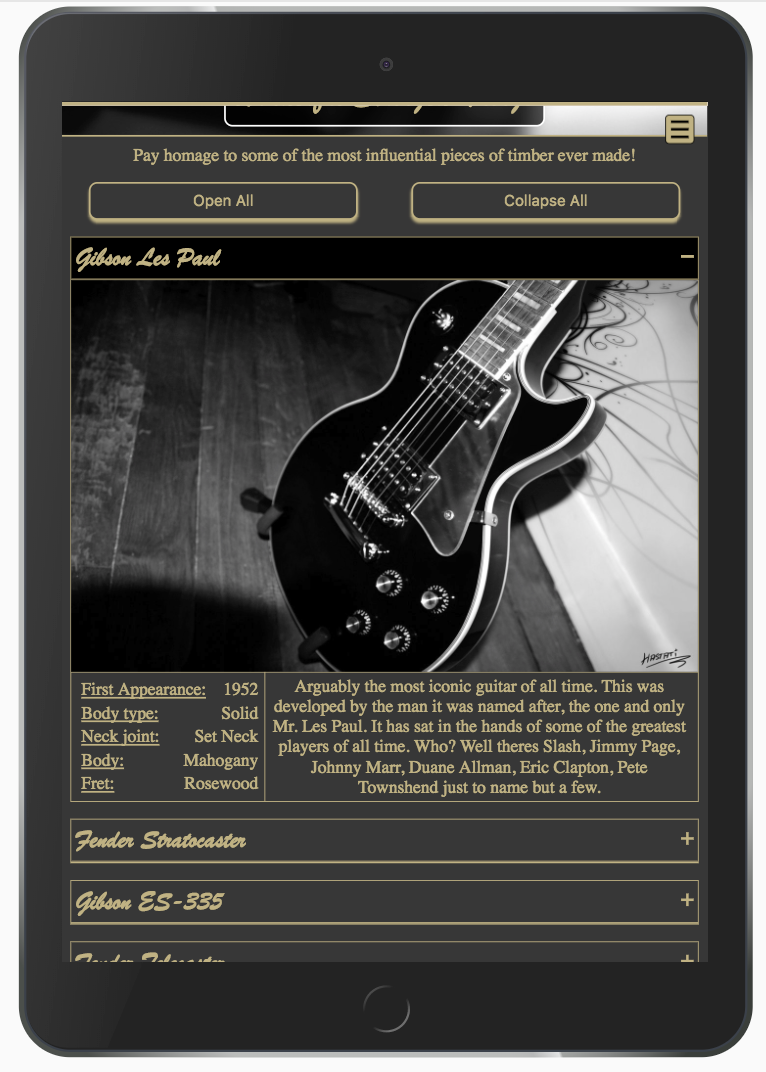 Pay homage to some of the most influential pieces of timber ever made!
Open All
Collapse All
Gibson Les Paul
HASTATI
First Appearance: 1952
Body type: Solid
Neck joint: Set Neck
Body: Mahogany
Fret: Rosewood
Arguably the most iconic guitar of all time. This was
developed by the man it was named after, the one and only
Mr. Les Paul. It has sat in the hands of some of the greatest
players of all time. Who? Well theres Slash, Jimmy Page,
Johnny Marr, Duane Allman, Eric Clapton, Pete
Townshend just to name but a few.
Fender Stratocaster
Gibson ES-335
Fender Telecaster